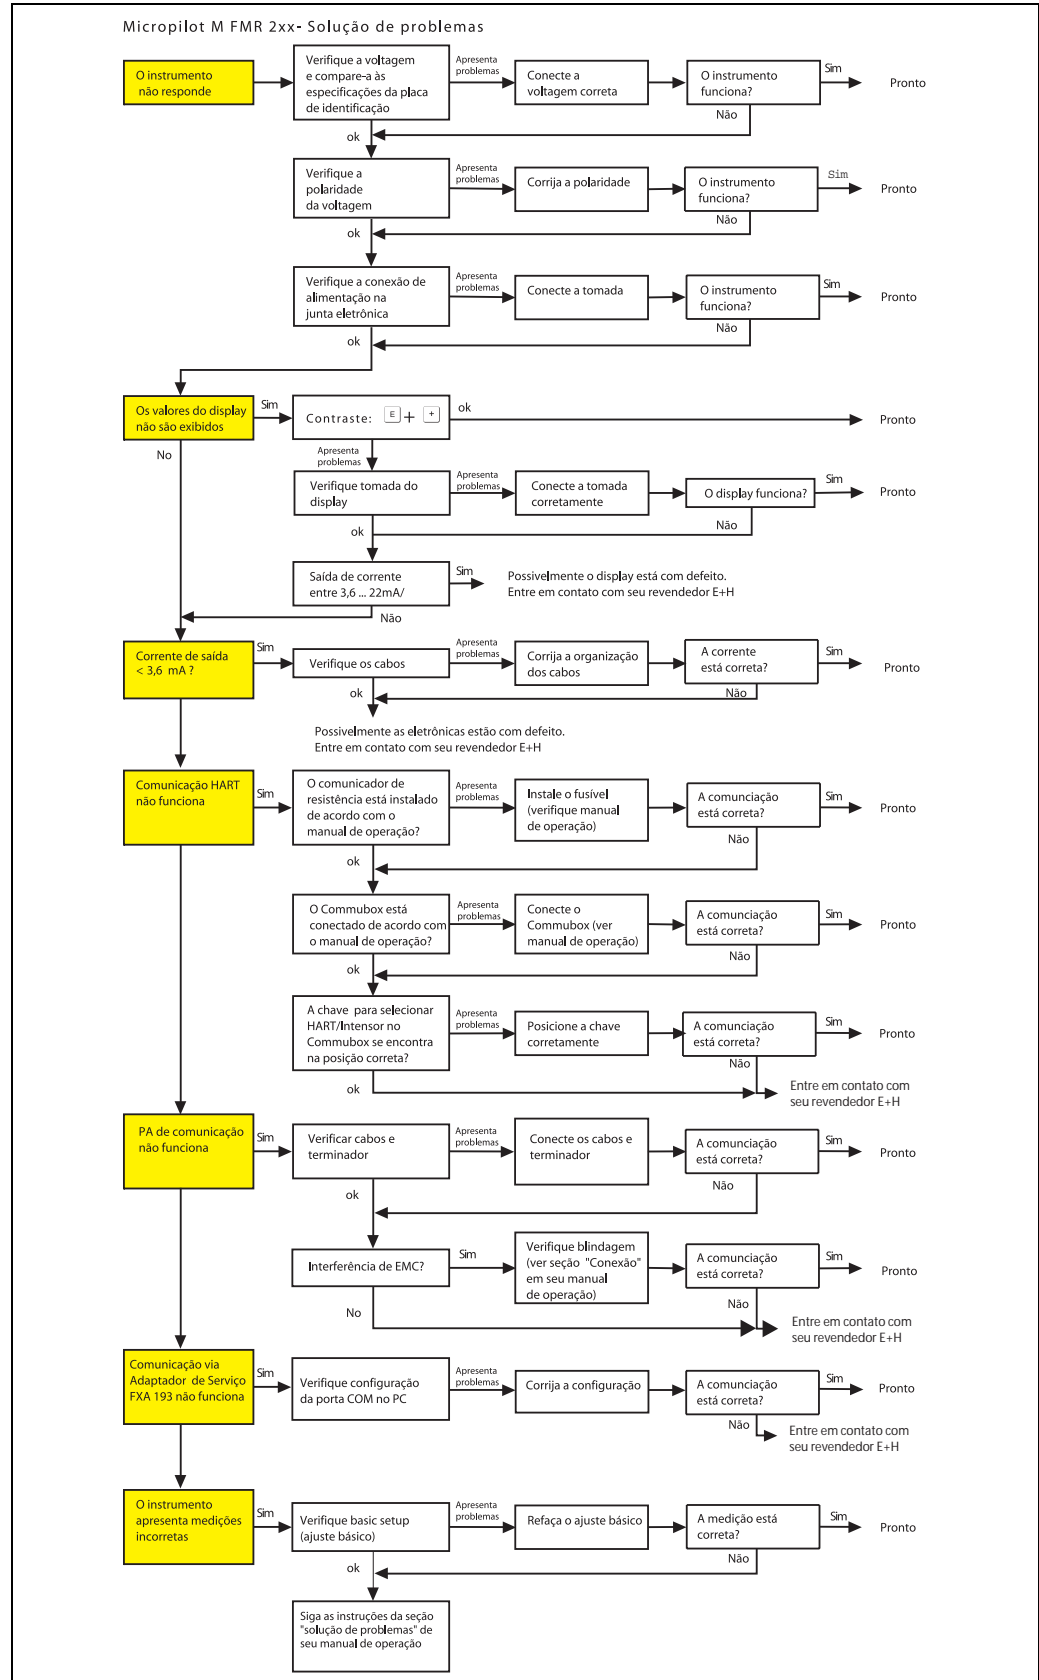 Micropilot M FMR 2xx- Solução de problemas
O instrumento
não responde
Verifique a voltagem
e compare-a às
especificações da placa
de identificação
Apresenta
problemas
Conecte a
voltagem correta
O instrumento
funciona?
Sim
Pronto
Não
ok
Verifique a
polaridade
da voltagem
Apresenta
problemas
Corrija a polaridade
O instrumento
funciona?
Sim
Pronto
Não
ok
Verifique a conexão de
alimentação na
junta eletrônica
Apresenta
problemas
Conecte a tomada
O instrumento
funciona?
Sim
Pronto
Não
ok
Os valores do display
não são exibidos
Sim
Contraste: E + +
ok
Pronto
No
Apresenta
problemas
Verifique tomada do
display
Apresenta
problemas
Conecte a tomada
corretamente
O display funciona?
Sim
Pronto
Não
ok
Saída de corrente
entre 3,6 ... 22mA/
Sim
Possivelmente o display está com defeito.
Entre em contato com seu revendedor E+H
Não
Corrente de saída
< 3,6 mA ?
Sim
Verifique os cabos
Apresenta
problemas
Corrija a organização
dos cabos
A corrente
está correta?
Sim
Pronto
Não
ok
Possivelmente as eletrônicas estão com defeito.
Entre em contato com seu revendedor E+H
Comunicação HART
não funciona
Sim
O comunicador de
resistência está instalado
de acordo com o
manual de operação?
Apresenta
problemas
Instale o fusível
(verifique manual
de operação)
A comunciação
está correta?
Sim
Pronto
Não
ok
O Commubox está
conectado de acordo com
o manual de operação?
Apresenta
problemas
Conecte o
Commubox (ver
manual de operação)
A comunciação
está correta?
Sim
Pronto
Não
ok
A chave para selecionar
HART/Intensor no
Commubox se encontra
na posição correta?
Apresenta
problemas
Posicione a chave
corretamente
A comunciação
está correta?
Sim
Pronto
Não
ok
Entre em contato com
seu revendedor E+H
PA de comunicação
não funciona
Sim
Verificar cabos e
terminador
Apresenta
problemas
Conecte os cabos e
terminador
A comunciação
está correta?
Sim
Pronto
Não
ok
Interferência de EMC?
Sim
Verifique blindagem
(ver seção "Conexão"
em seu manual
de operação)
A comunciação
está correta?
Sim
Pronto
Não
No
Entre em contato com
seu revendedor E+H
Comunicação via
Adaptador de Serviço
FXA 193 não funciona
Sim
Verifique configuração
da porta COM no PC
Apresenta
problemas
Corrija a configuração
A comunciação
está correta?
Sim
Pronto
Não
Entre em contato com
seu revendedor E+H
O instrumento
apresenta medições
incorretas
Sim
Verifique basic setup
(ajuste básico)
Apresenta
problemas
Refaça o ajuste básico
A medição está
correta?
Sim
Pronto
Não
ok
Siga as instruções da seção
"solução de problemas" de
seu manual de operação